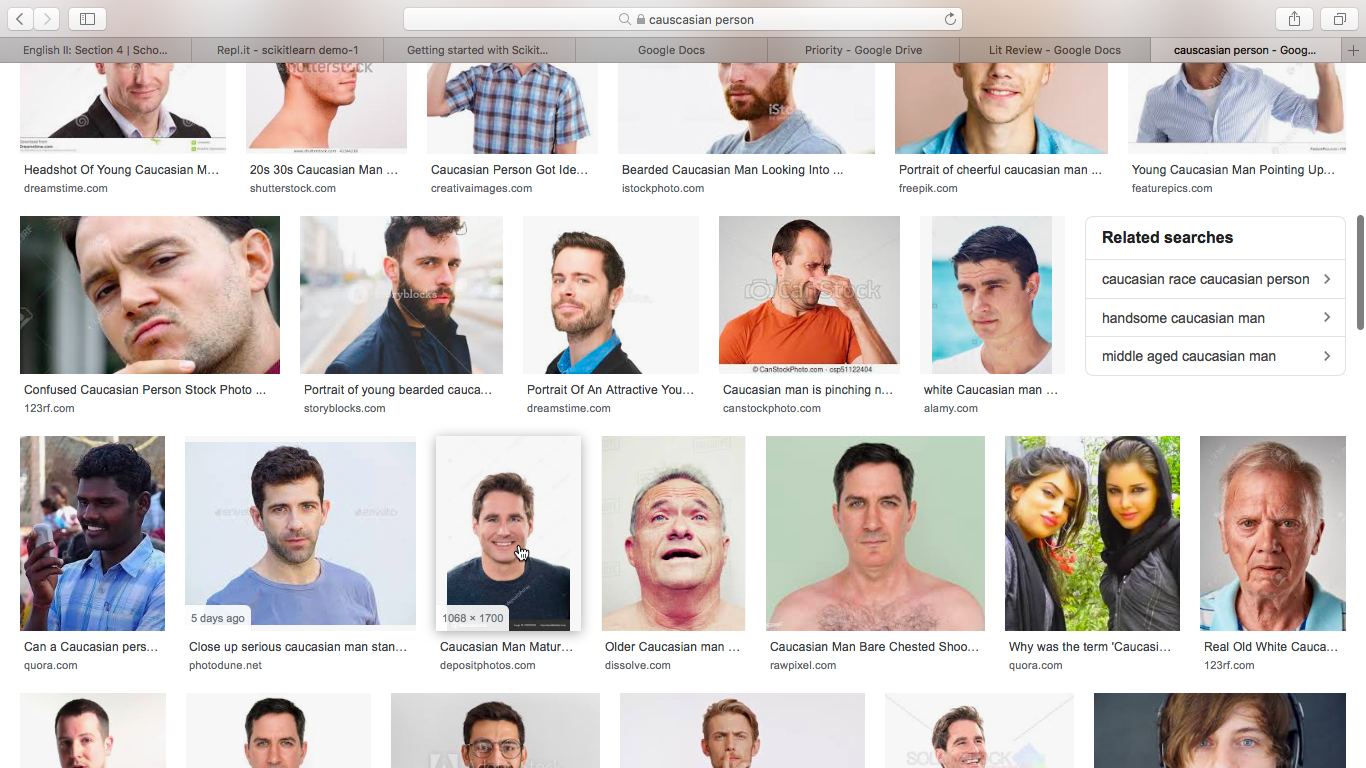 causcasian person
English II: Section 4 | Scho...
Repl.it - scikitlearn demo-1
Getting started with Scikit...
Google Docs
Priority - Google Drive
Lit Review - Google Docs
causcasian person - Goog...
shutterstock
iStock
Headshot Of Young Caucasian M...
20s 30s Caucasian Man ...
Caucasian Person Got Ide...
Bearded Caucasian Man Looking Into ...
Portrait of cheerful caucasian man ...
Young Caucasian Man Pointing Up...
dreamstime.com
shutterstock.com
creativaimages.com
istockphoto.com
freepik.com
featurepics.com
storyblocks
CanStock
© CanStockPhoto.com - csp51122404
Related searches
caucasian race caucasian person
handsome caucasian man
middle aged caucasian man
Confused Caucasian Person Stock Photo ...
Portrait of young bearded cauca...
Portrait Of An Attractive You...
Caucasian man is pinching n...
white Caucasian man ...
123rf.com
storyblocks.com
dreamstime.com
canstockphoto.com
alamy.com
5 days ago
1068 × 1700
Can a Caucasian pers...
Close up serious caucasian man stan...
Caucasian Man Matur...
Older Caucasian man ...
Caucasian Man Bare Chested Shoo...
Why was the term 'Caucasi...
Real Old White Cauca...
quora.com
photodune.net
depositphotos.com
dissolve.com
rawpixel.com
quora.com
123rf.com